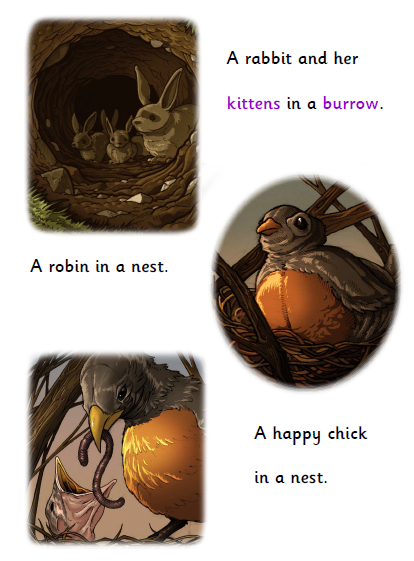 A rabbit and her
kittens in a burrow.
A robin in a nest.
A happy chick
in a nest.